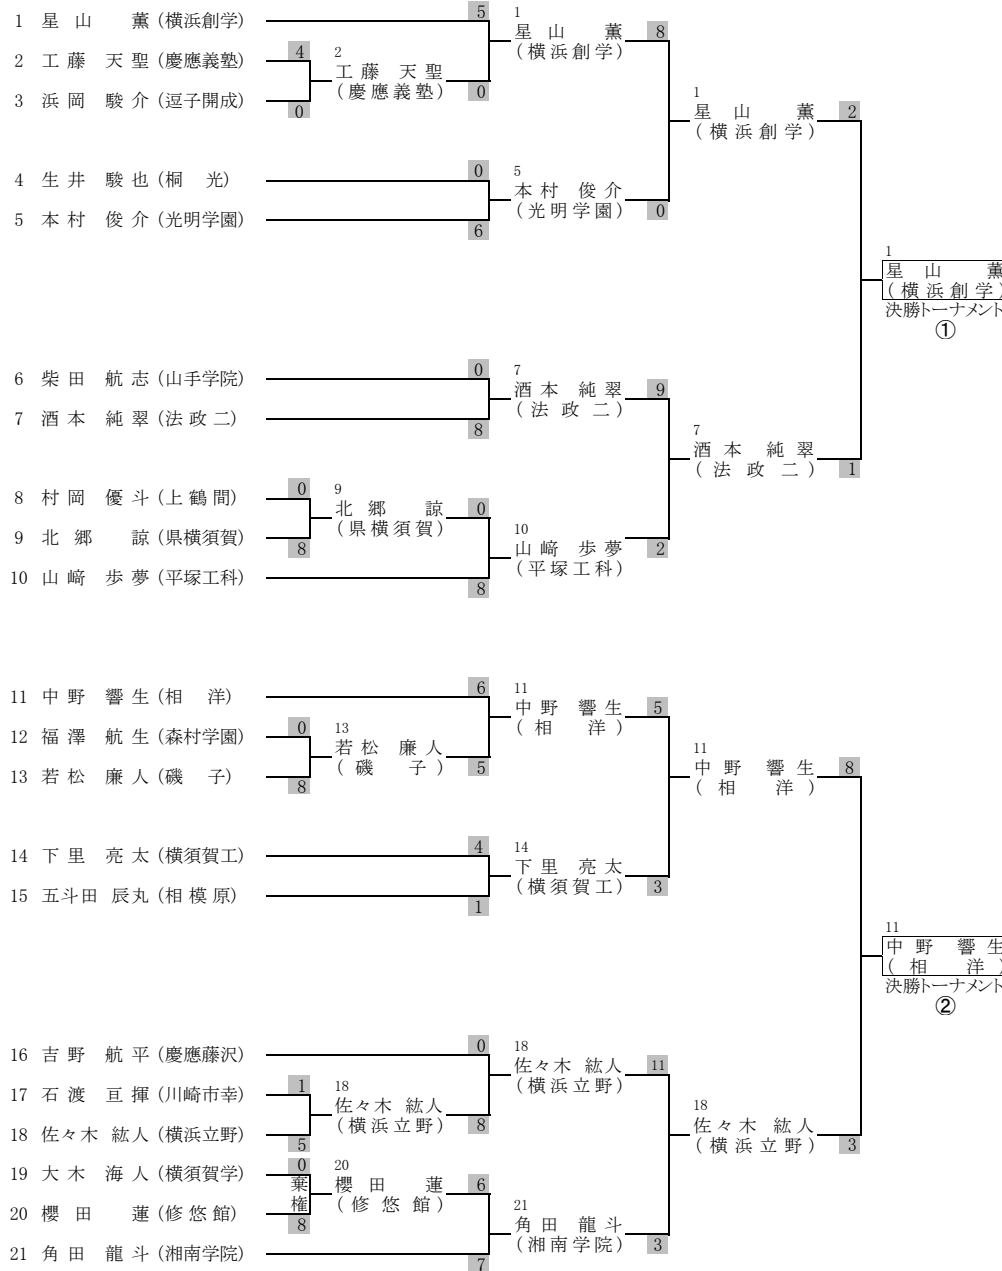 1 星 山 薫 (横浜創学)
2 工 藤 天 聖 (慶應義塾)
3 浜 岡 駿 介 (逗子開成)
4 生 井 駿 也 (桐 光)
5 本 村 俊 介 (光明学園)
6 柴 田 航 志 (山手学院)
7 酒 本 純 翠 (法 政 二)
8 村 岡 優 斗 (上 鶴 間)
9 北 郷 諒 (県横須賀)
10 山 﨑 歩 夢 (平塚工科)
11 中 野 響 生 (相 洋)
12 福 澤 航 生 (森村学園)
13 若 松 廉 人 (磯 子)
14 下 里 亮 太 (横須賀工)
15 五斗田 辰丸 (相 模 原)
16 吉 野 航 平 (慶應藤沢)
17 石 渡 亘 揮 (川崎市幸)
18 佐々木 紘人 (横浜立野)
19 大 木 海 人 (横須賀学)
20 櫻 田 蓮 (修 悠 館)
21 角 田 龍 斗 (湘南学院)
4
0
0
8
0
8
1
5
0
棄
権
8
2
工 藤 天 聖
(慶應義塾)
9
北 郷 諒
(県横須賀)
13
若 松 廉 人
(磯 子)
18
佐々木 紘人
(横浜立野)
20
櫻 田 蓮
(修 悠 館)
5
0
0
6
0
8
0
8
6
5
4
1
0
8
6
7
1
星 山 薫
(横浜創学)
5
本 村 俊 介
(光明学園)
7
酒 本 純 翠
(法 政 二)
10
山 﨑 歩 夢
(平塚工科)
11
中 野 響 生
(相 洋)
14
下 里 亮 太
(横須賀工)
18
佐々木 紘人
(横浜立野)
21
角 田 龍 斗
(湘南学院)
8
0
9
2
5
3
11
3
1
星 山 薫
(横浜創学)
7
酒 本 純 翠
(法 政 二)
11
中 野 響 生
(相 洋)
18
佐々木 紘人
(横浜立野)
2
1
8
3
1
星 山 薫
(横浜創学)
決勝トーナメント
①
11
中 野 響 生
(相 洋)
決勝トーナメント
②